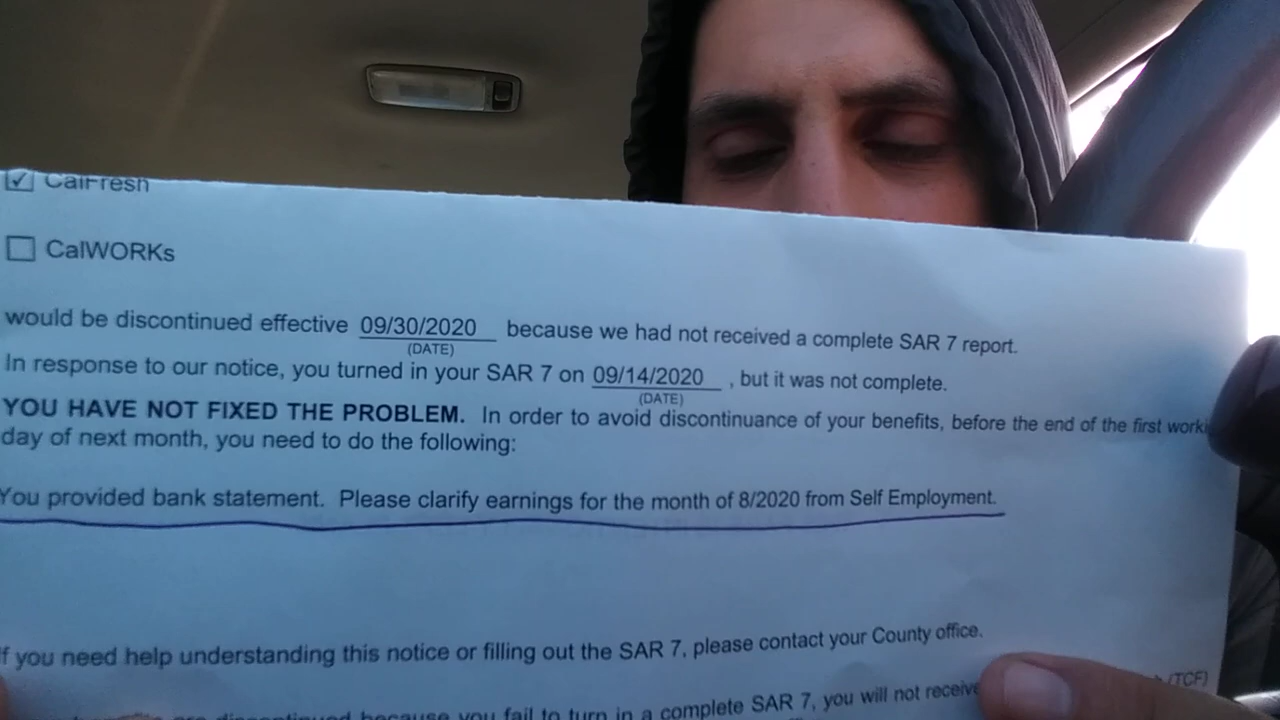 CalFresh
CalWORKs
would be discontinued effective 09/30/2020 because we had not received a complete SAR 7 report.
(DATE)
In response to our notice, you turned in your SAR 7 on 09/14/2020 , but it was not complete.
(DATE)
YOU HAVE NOT FIXED THE PROBLEM. In order to avoid discontinuance of your benefits, before the end of the first
day of next month, you need to do the following:
You provided bank statement. Please clarify earnings for the month of 8/2020 from Self Employment.
If you need help understanding this notice or filling out the SAR 7, please contact your County office.
(TCF)
discontinued because you fail to turn in a complete SAR 7, you will not receive